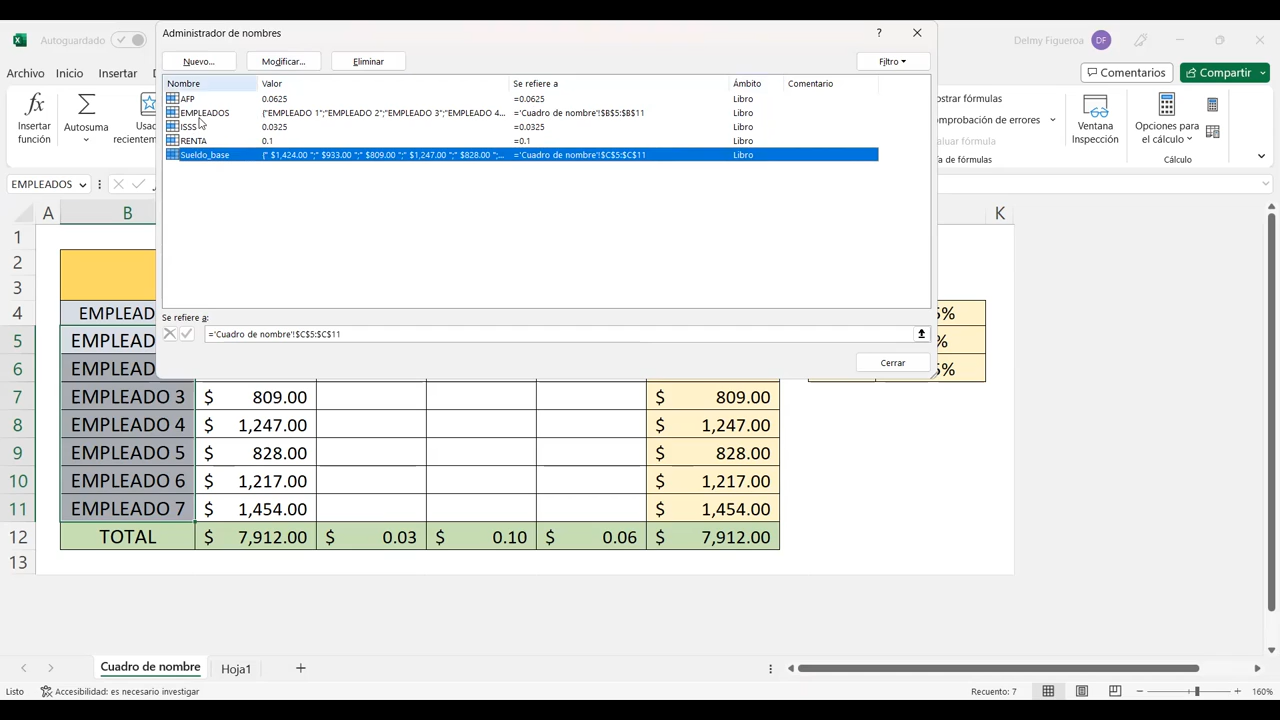 Autoguardado
Administrador de nombres
?
Delmy Figueroa
DF
Archivo
Inicio
Insertar
Comentarios
Compartir
Insertar
función
Autosuma
Usac
recient
Nuevo...
Modificar...
Eliminar
Filtro
Nombre Valor Se refiere a Ámbito Comentario
AFP 0.0625 =0.0625 Libro
EMPLEADOS {"EMPLEADO 1";"EMPLEADO 2";"EMPLEADO 3";"EMPLEADO 4... ='Cuadro de nombre'!$B$5:$B$11 Libro
ISSS 0.0325 =0.0325 Libro
RENTA 0.1 =0.1 Libro
Sueldo_base {" $1,424.00 ";" $933.00 ";" $809.00 ";" $1,247.00 ";" $828.00 ";... ='Cuadro de nombre'!$C$5:$C$11 Libro
Se refiere a:
='Cuadro de nombre'!$C$5:$C$11
Cerrar
strar fórmulas
mprobación de errores
aluar fórmula
ía de fórmulas
Ventana
Inspección
Opciones para
el cálculo
Cálculo
EMPLEADOS
A B K
1
2
3
4 EMPLEAD 5%
5 EMPLEAD %
6 EMPLEAD 5%
7 EMPLEADO 3 $ 809.00 $ 809.00
8 EMPLEADO 4 $ 1,247.00 $ 1,247.00
9 EMPLEADO 5 $ 828.00 $ 828.00
10 EMPLEADO 6 $ 1,217.00 $ 1,217.00
11 EMPLEADO 7 $ 1,454.00 $ 1,454.00
12 TOTAL $ 7,912.00 $ 0.03 $ 0.10 $ 0.06 $ 7,912.00
13
Cuadro de nombre
Hoja1
Listo
Accesibilidad: es necesario investigar
Recuento: 7
160%